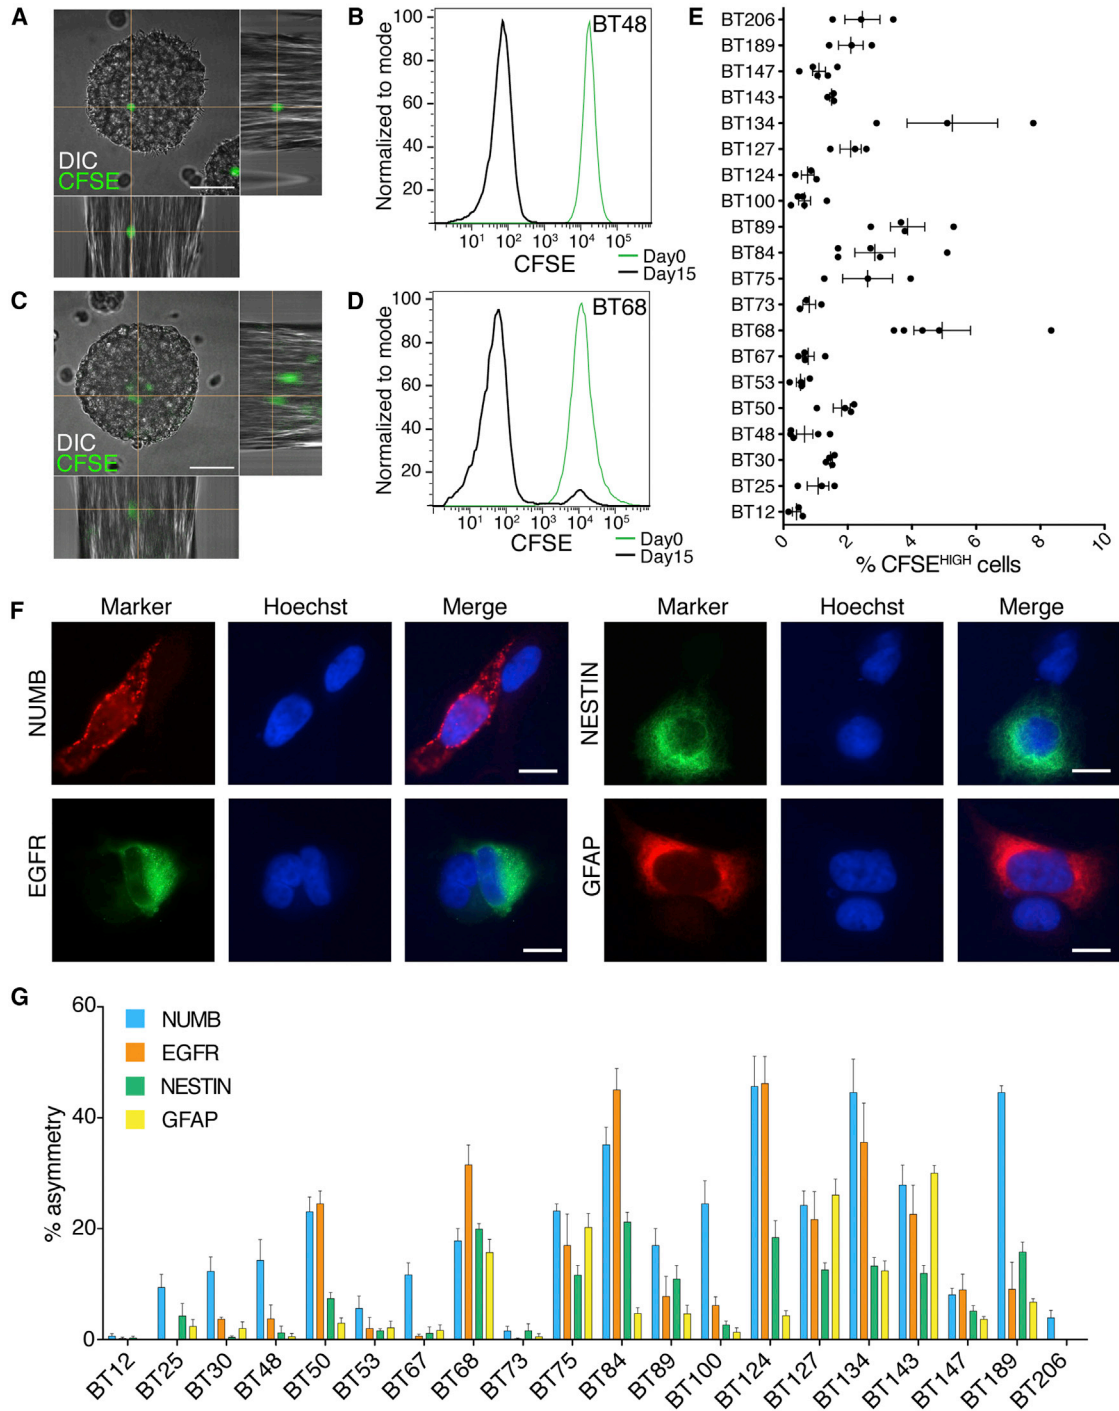 A
DIC
CFSE
B
BT48
Normalized to mode
100
80
60
40
20
10¹ 10² 10³ 10⁴ 10⁵
CFSE
Day0
Day15
C
DIC
CFSE
D
BT68
Normalized to mode
100
80
60
40
20
10¹ 10² 10³ 10⁴ 10⁵
CFSE
Day0
Day15
E
BT206
BT189
BT147
BT143
BT134
BT127
BT124
BT100
BT89
BT84
BT75
BT73
BT68
BT67
BT53
BT50
BT48
BT30
BT25
BT12
0 2 4 6 8 10
% CFSEᴴᴵᴳᴴ cells
F
Marker Hoechst Merge Marker Hoechst Merge
NUMB
NESTIN
EGFR
GFAP
G
% asymmetry
60
40
20
0
NUMB
EGFR
NESTIN
GFAP
BT12 BT25 BT30 BT48 BT50 BT53 BT67 BT68 BT73 BT75 BT84 BT89 BT100 BT124 BT127 BT134 BT143 BT147 BT189 BT206